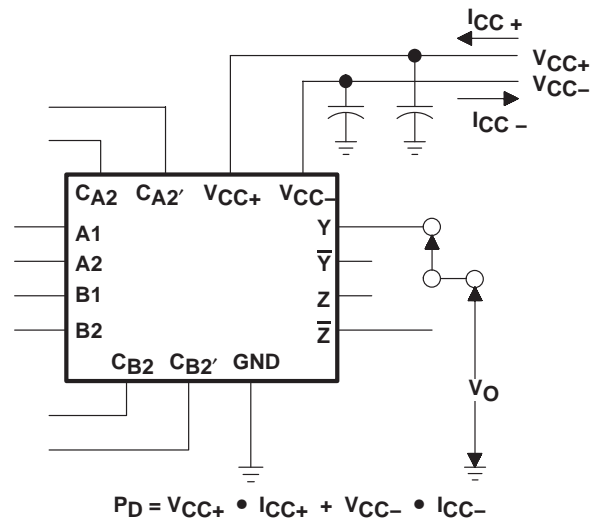 ICC +
VCC+
VCC–
ICC –
CA2 CA2′ VCC+ VCC–
A1
A2
B1
B2
Y
Y̅
Z
Z̅
CB2 CB2′ GND
VO
PD = VCC+ • ICC+ + VCC– • ICC–